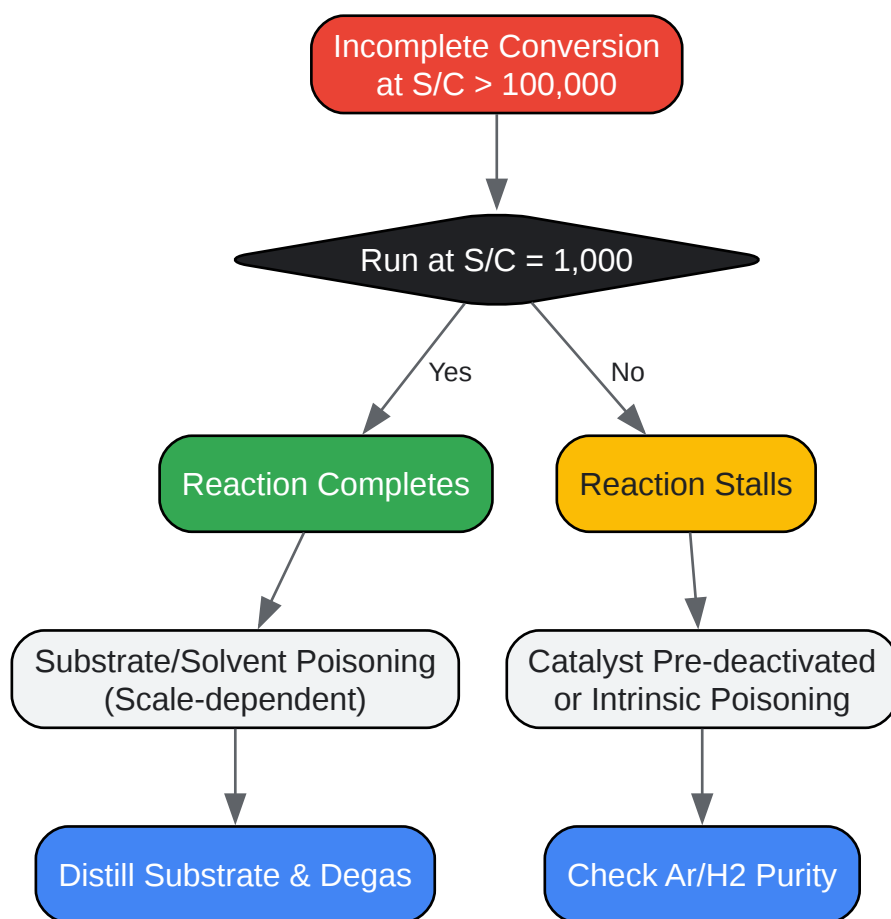 Incomplete Conversion
at S/C > 100,000
Run at S/C = 1,000
Yes
No
Reaction Completes
Reaction Stalls
Substrate/Solvent Poisoning
(Scale-dependent)
Catalyst Pre-deactivated
or Intrinsic Poisoning
Distill Substrate & Degas
Check Ar/H2 Purity